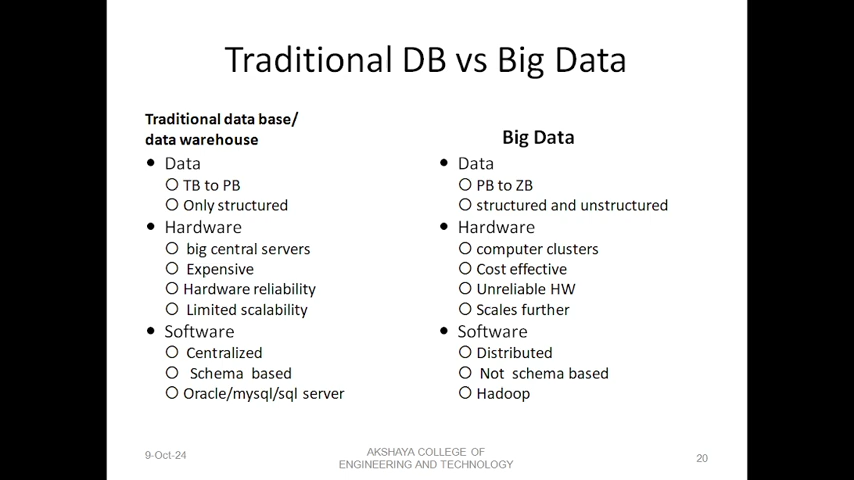 Traditional DB vs Big Data
Traditional data base/
data warehouse
• Data
○ TB to PB
○ Only structured
• Hardware
○ big central servers
○ Expensive
○ Hardware reliability
○ Limited scalability
• Software
○ Centralized
○ Schema based
○ Oracle/mysql/sql server
Big Data
• Data
○ PB to ZB
○ structured and unstructured
• Hardware
○ computer clusters
○ Cost effective
○ Unreliable HW
○ Scales further
• Software
○ Distributed
○ Not schema based
○ Hadoop
9-Oct-24
AKSHAYA COLLEGE OF
ENGINEERING AND TECHNOLOGY
20